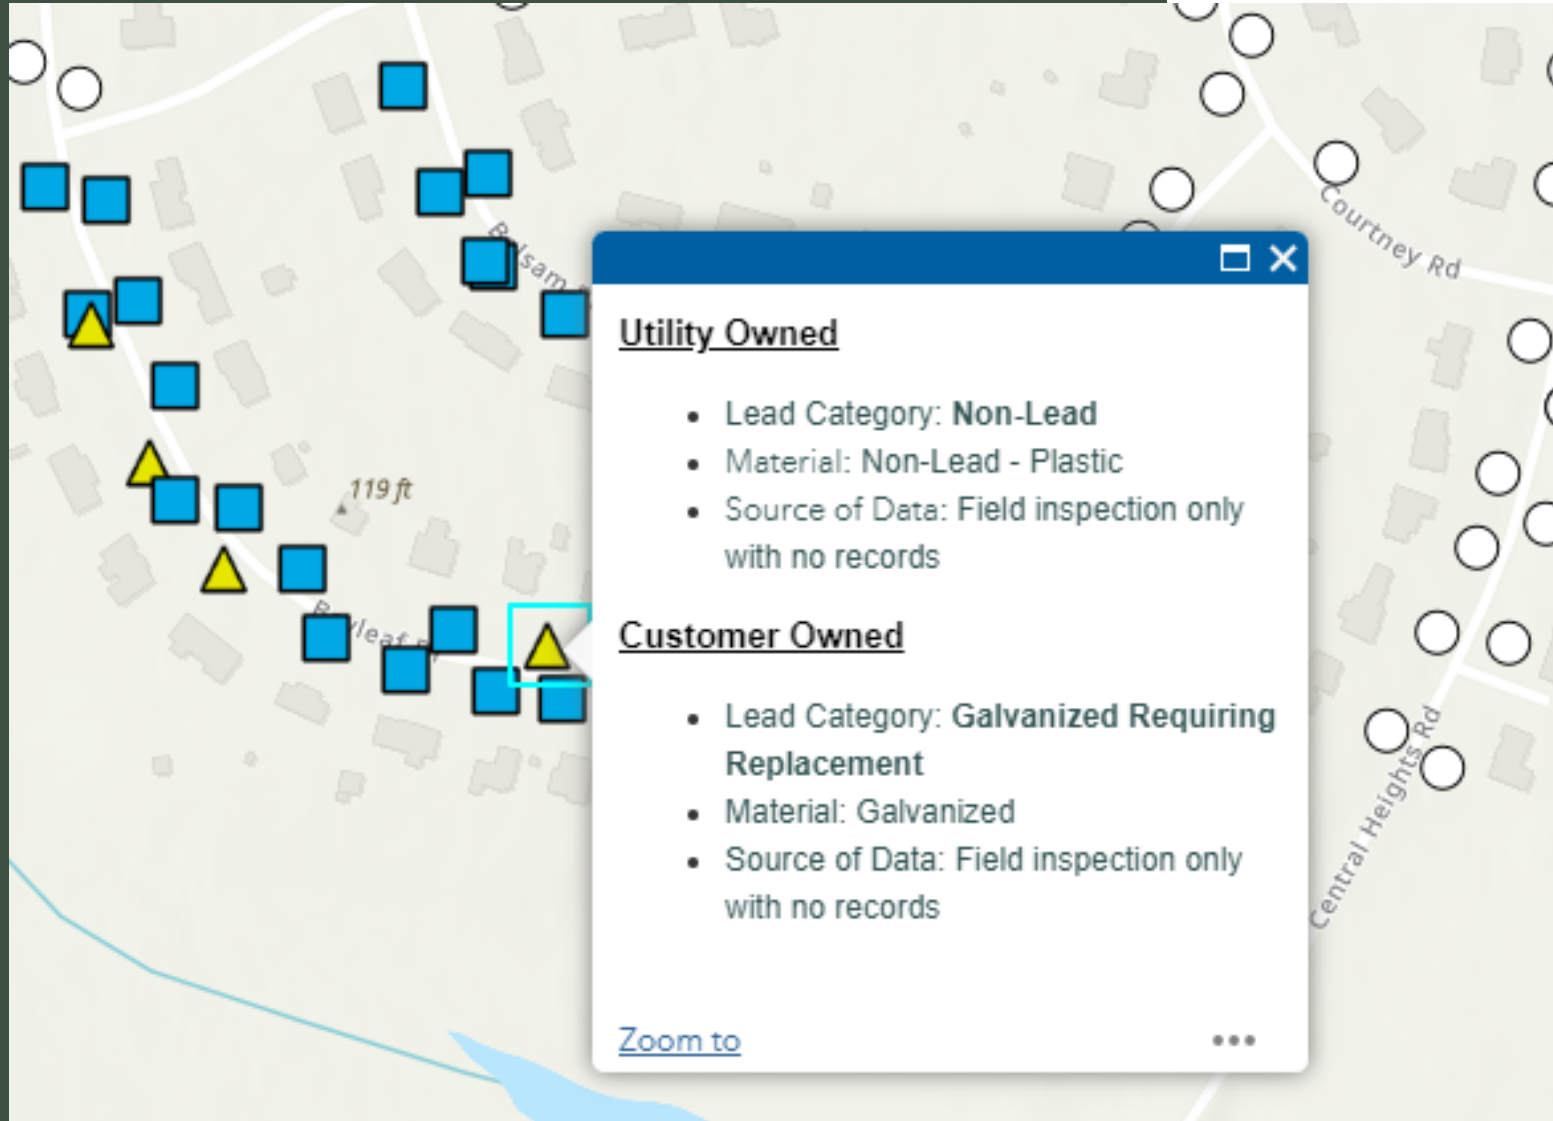 Courtney Rd
Utility Owned
Lead Category: Non-Lead
Material: Non-Lead - Plastic
Source of Data: Field inspection only
with no records
119 ft
Customer Owned
Lead Category: Galvanized Requiring
Replacement
Material: Galvanized
Source of Data: Field inspection only
with no records
Central Heights Rd
Zoom to